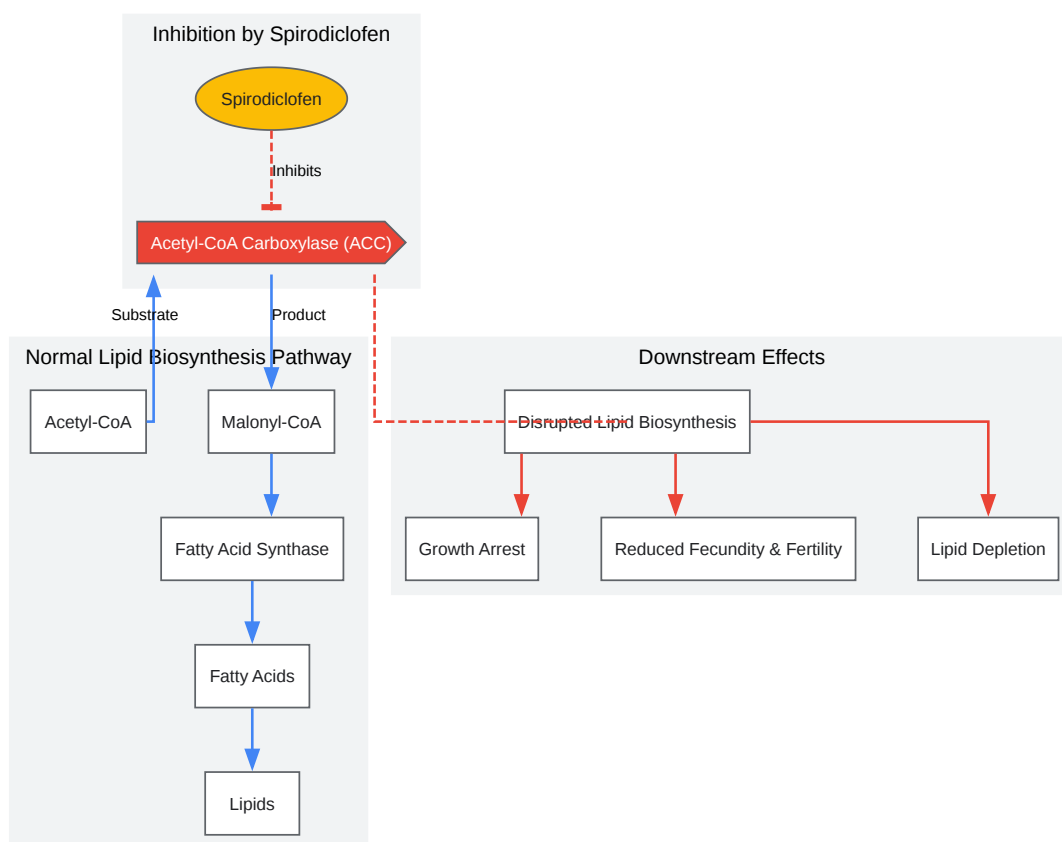 Inhibition by Spirodiclofen
Spirodiclofen
Inhibits
Acetyl-CoA Carboxylase (ACC)
Substrate
Product
Normal Lipid Biosynthesis Pathway
Downstream Effects
Acetyl-CoA
Malonyl-CoA
Disrupted Lipid Biosynthesis
Fatty Acid Synthase
Growth Arrest
Reduced Fecundity & Fertility
Lipid Depletion
Fatty Acids
Lipids